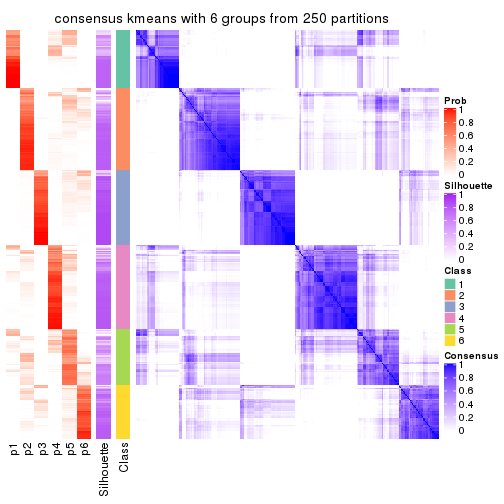 consensus kmeans with 6 groups from 250 partitions
Prob
1
0.8
0.6
0.4
0.2
0
Silhouette
1
0.8
0.6
0.4
0.2
0
Class
1
2
3
4
5
6
Consensus
1
0.8
0.6
0.4
0.2
0
p1
p2
p3
p4
p5
p6
Silhouette
Class